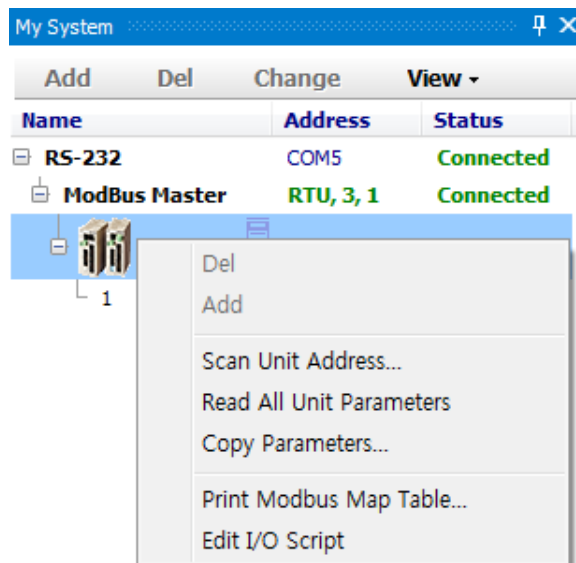 My System
Add Del Change View
Name Address Status
RS-232 COM5 Connected
ModBus Master RTU, 3, 1 Connected
1
Del
Add
Scan Unit Address...
Read All Unit Parameters
Copy Parameters...
Print Modbus Map Table...
Edit I/O Script